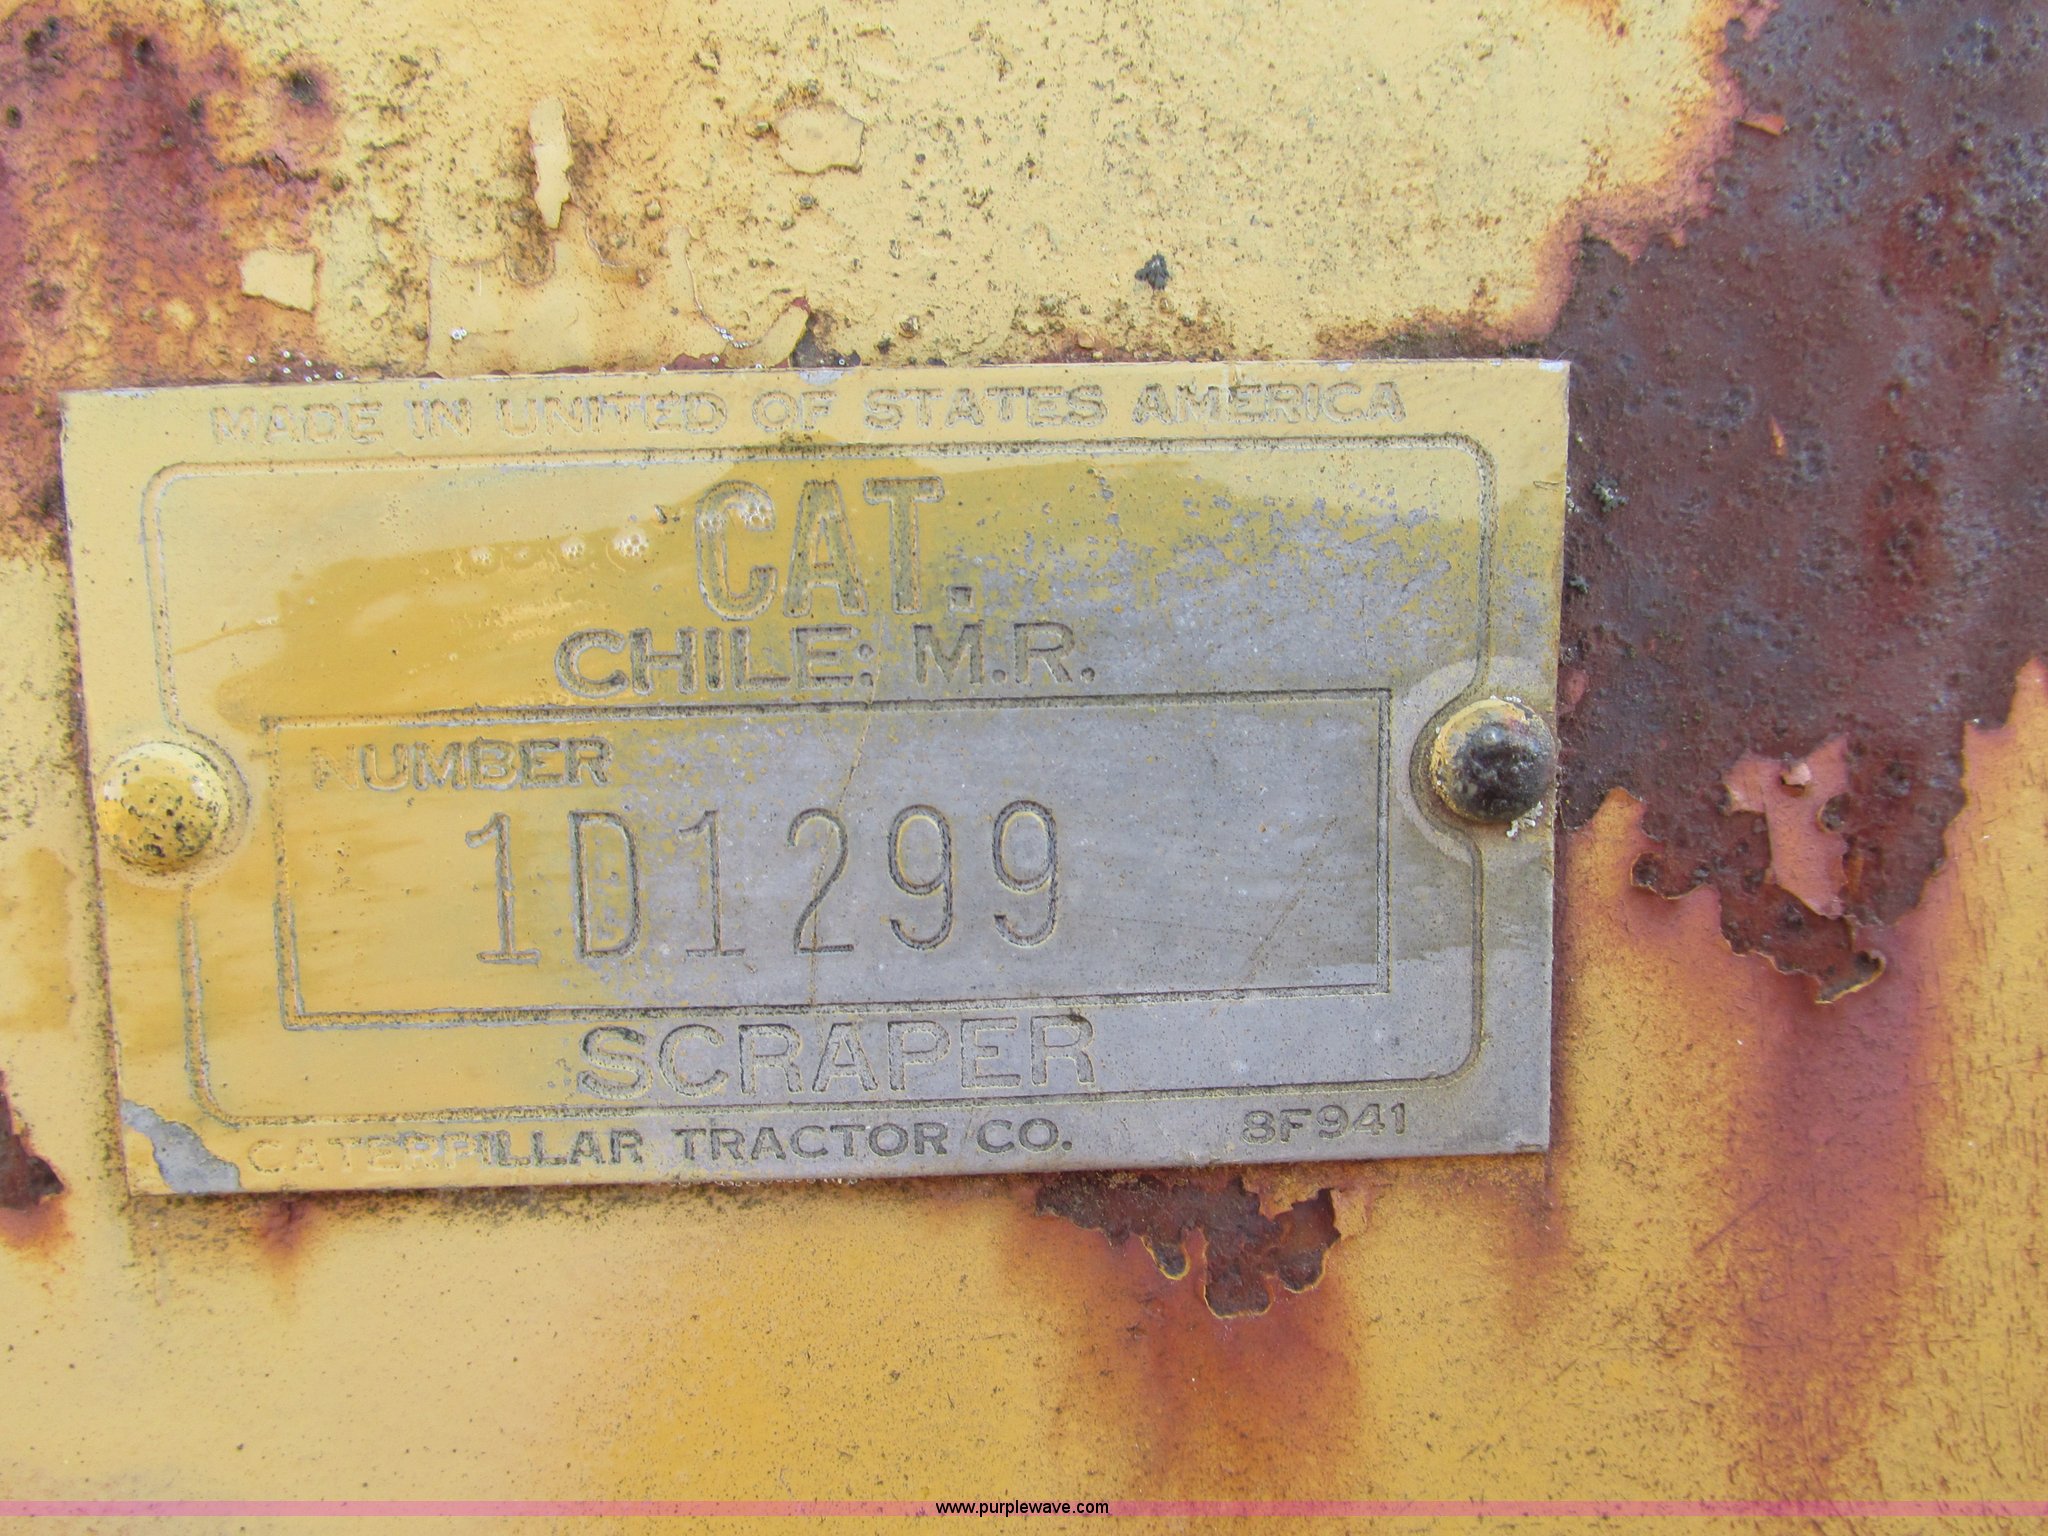 MADE IN UNITED OF STATES AMERICA
CAT.
CHILE: M.R.
NUMBER
1D1299
SCRAPER
CATERPILLAR TRACTOR CO. 8F941
www.purplewave.com